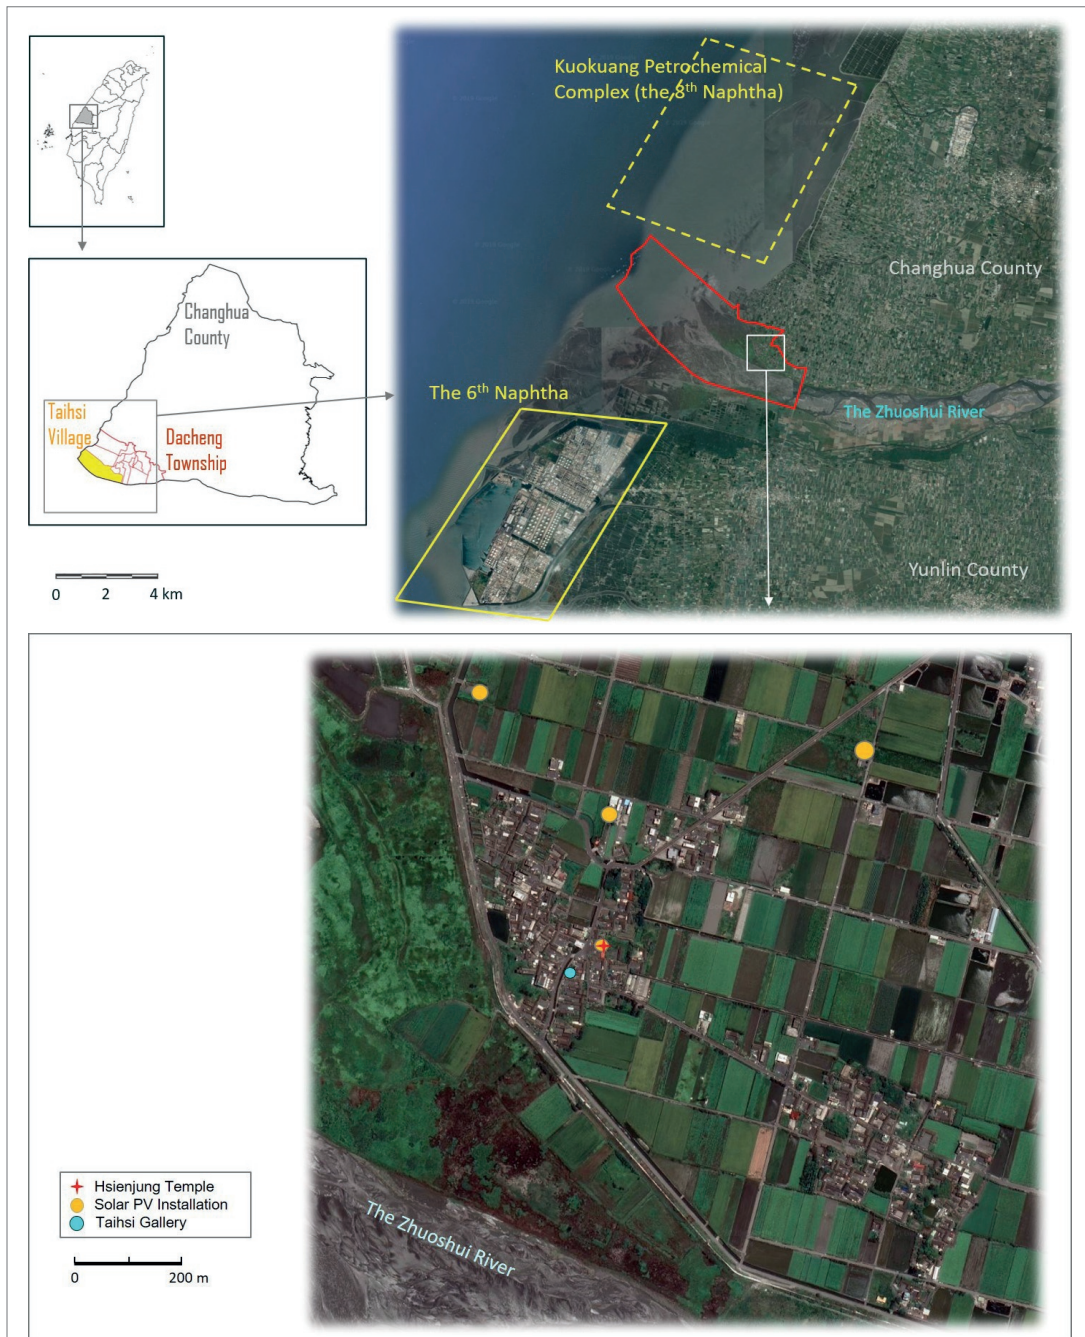 Kuokuang Petrochemical
Complex (the 8th Naphtha)
Changhua
County
Changhua County
Taihsi
Village
Dacheng
Township
The 6th Naphtha
The Zhuoshui River
Yunlin County
0 2 4 km
Hsienjung Temple
Solar PV Installation
Taihsi Gallery
0 200 m
The Zhuoshui River